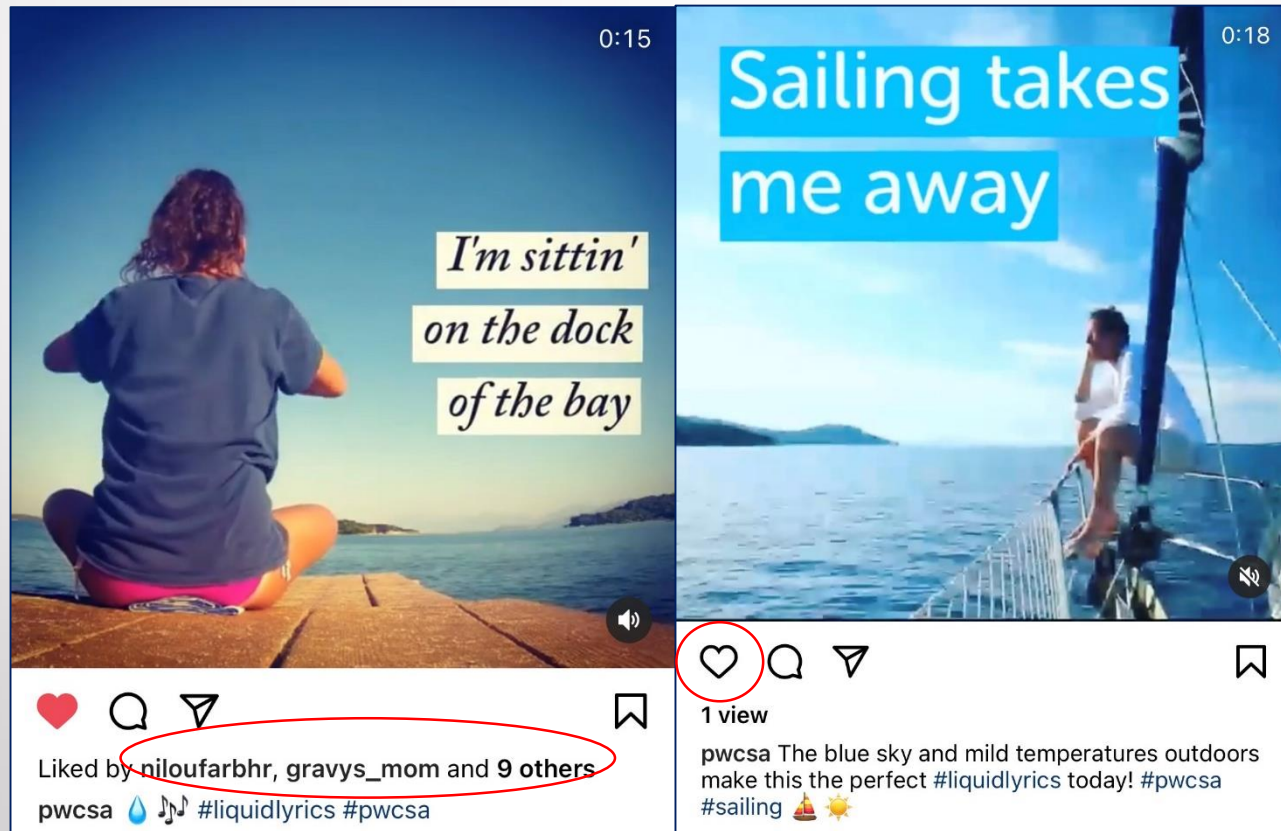 0:15
I'm sittin'
on the dock
of the bay
Liked by niloufarbhr, gravys_mom and 9 others
pwcsa 💧 🎶 #liquidlyrics #pwcsa
0:18
Sailing takes
me away
1 view
pwcsa The blue sky and mild temperatures outdoors
make this the perfect #liquidlyrics today! #pwcsa
#sailing ⛵ ☀️